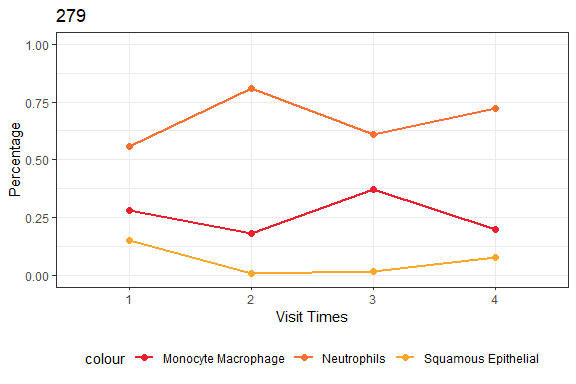 279
1.00
0.75
0.50
0.25
0.00
Percentage
1 2 3 4
Visit Times
colour Monocyte Macrophage Neutrophils Squamous Epithelial